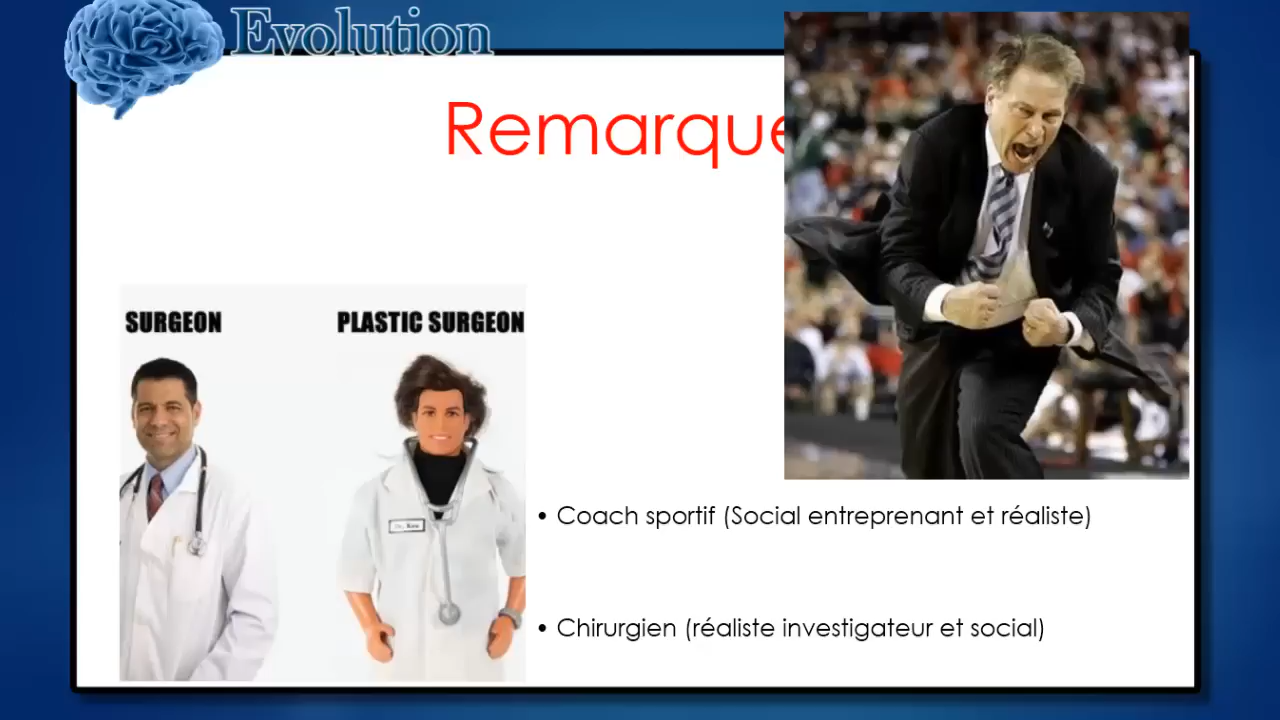 Evolution
Remarque
SURGEON
PLASTIC SURGEON
• Coach sportif (Social entreprenant et réaliste)
• Chirurgien (réaliste investigateur et social)